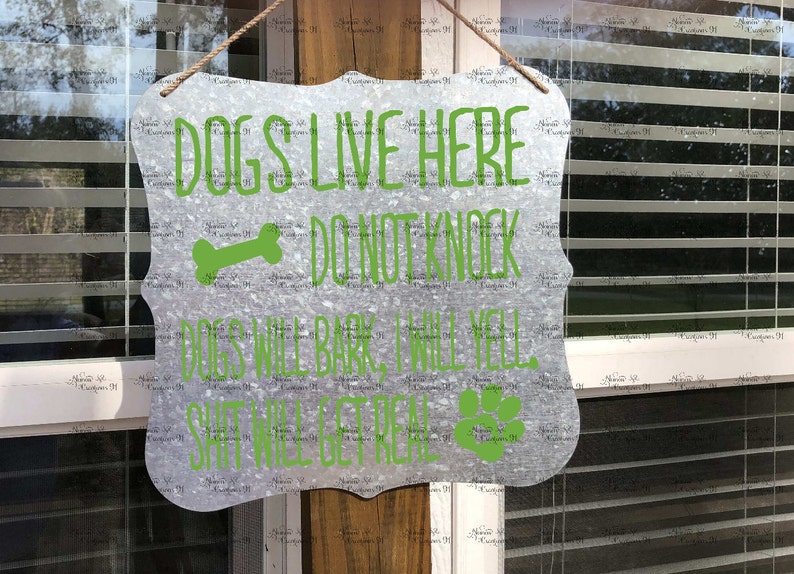 DOGS LIVE HERE
DO NOT KNOCK
DOGS WILL BARK, I WILL YELL.
SHIT WILL GET REAL